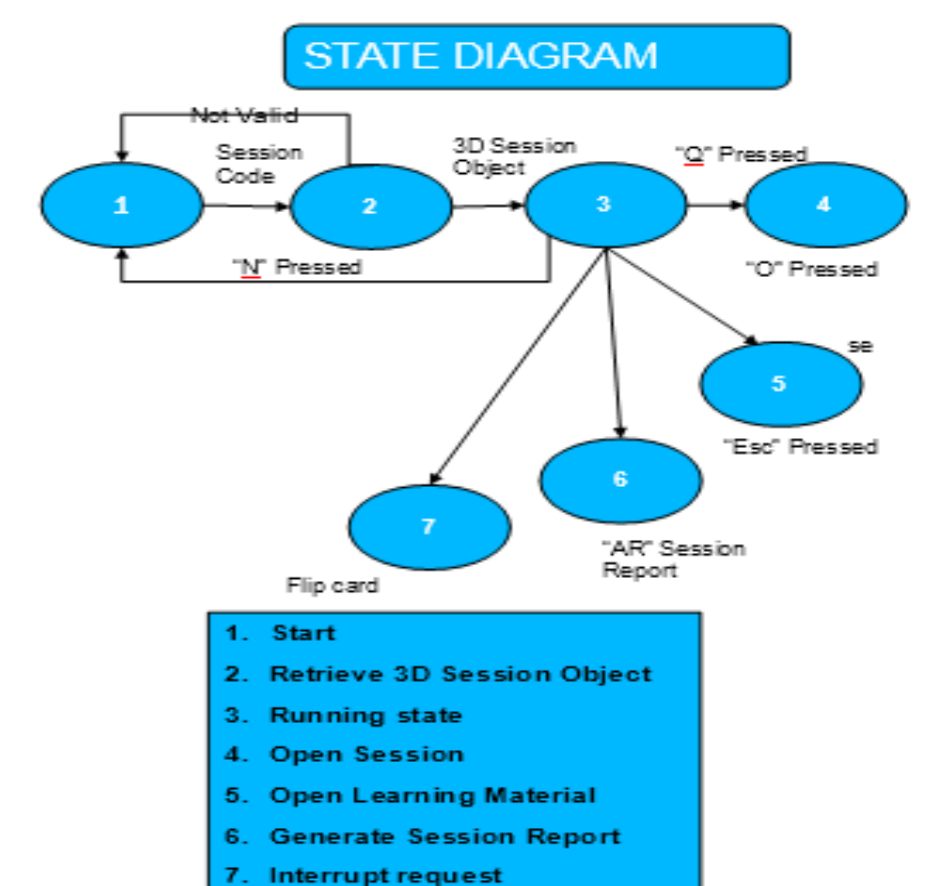 STATE DIAGRAM
Not Valid
Session
Code
3D Session
Object
"Q" Pressed
1
2
3
4
"N" Pressed
"O" Pressed
se
5
"Esc" Pressed
6
7
"AR" Session
Report
Flip card
1. Start
2. Retrieve 3D Session Object
3. Running state
4. Open Session
5. Open Learning Material
6. Generate Session Report
7. Interrupt request